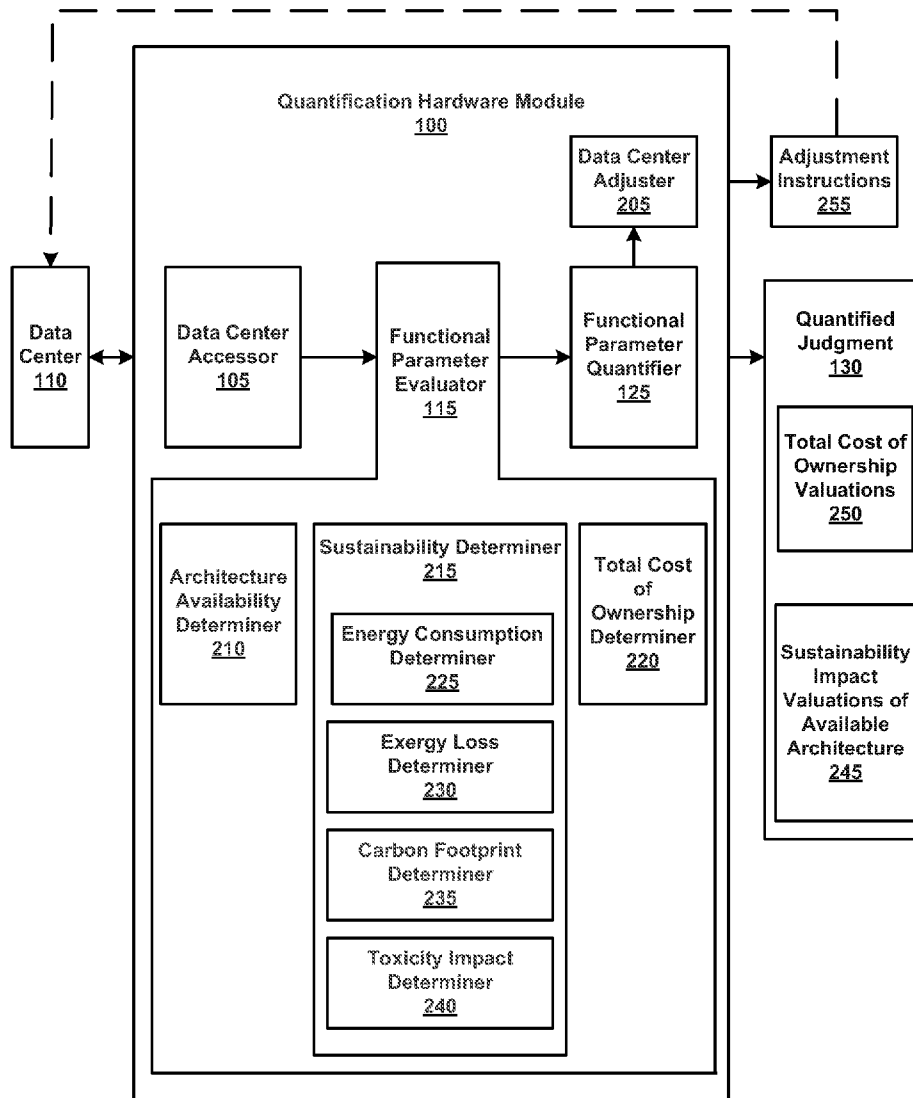 Quantification Hardware Module
100
Data Center
Adjuster
205
Adjustment
Instructions
255
Data
Center
110
Data Center
Accessor
105
Functional
Parameter
Evaluator
115
Functional
Parameter
Quantifier
125
Quantified
Judgment
130
Total Cost of
Ownership
Valuations
250
Sustainability
Impact
Valuations of
Available
Architecture
245
Architecture
Availability
Determiner
210
Sustainability Determiner
215
Energy Consumption
Determiner
225
Exergy Loss
Determiner
230
Carbon Footprint
Determiner
235
Toxicity Impact
Determiner
240
Total Cost
of
Ownership
Determiner
220